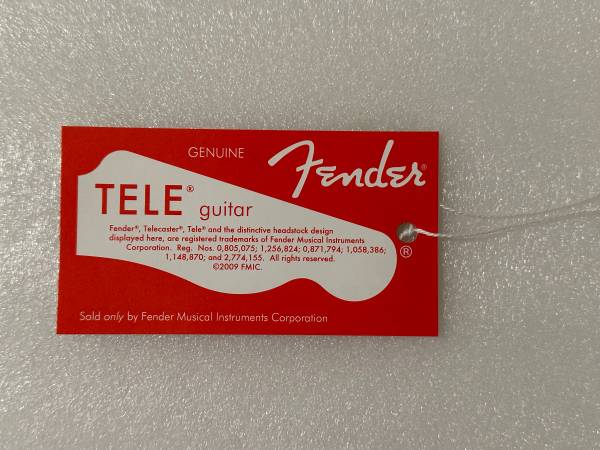 GENUINE Fender®
TELE® guitar
Fender®, Telecaster®, Tele® and the distinctive headstock design
displayed here, are registered trademarks of Fender Musical Instruments
Corporation. Reg. Nos. 0,805,075; 1,256,824; 0,871,794; 1,058,386;
1,148,870; and 2,774,155. All rights reserved.
©2009 FMIC.
®
Sold only by Fender Musical Instruments Corporation